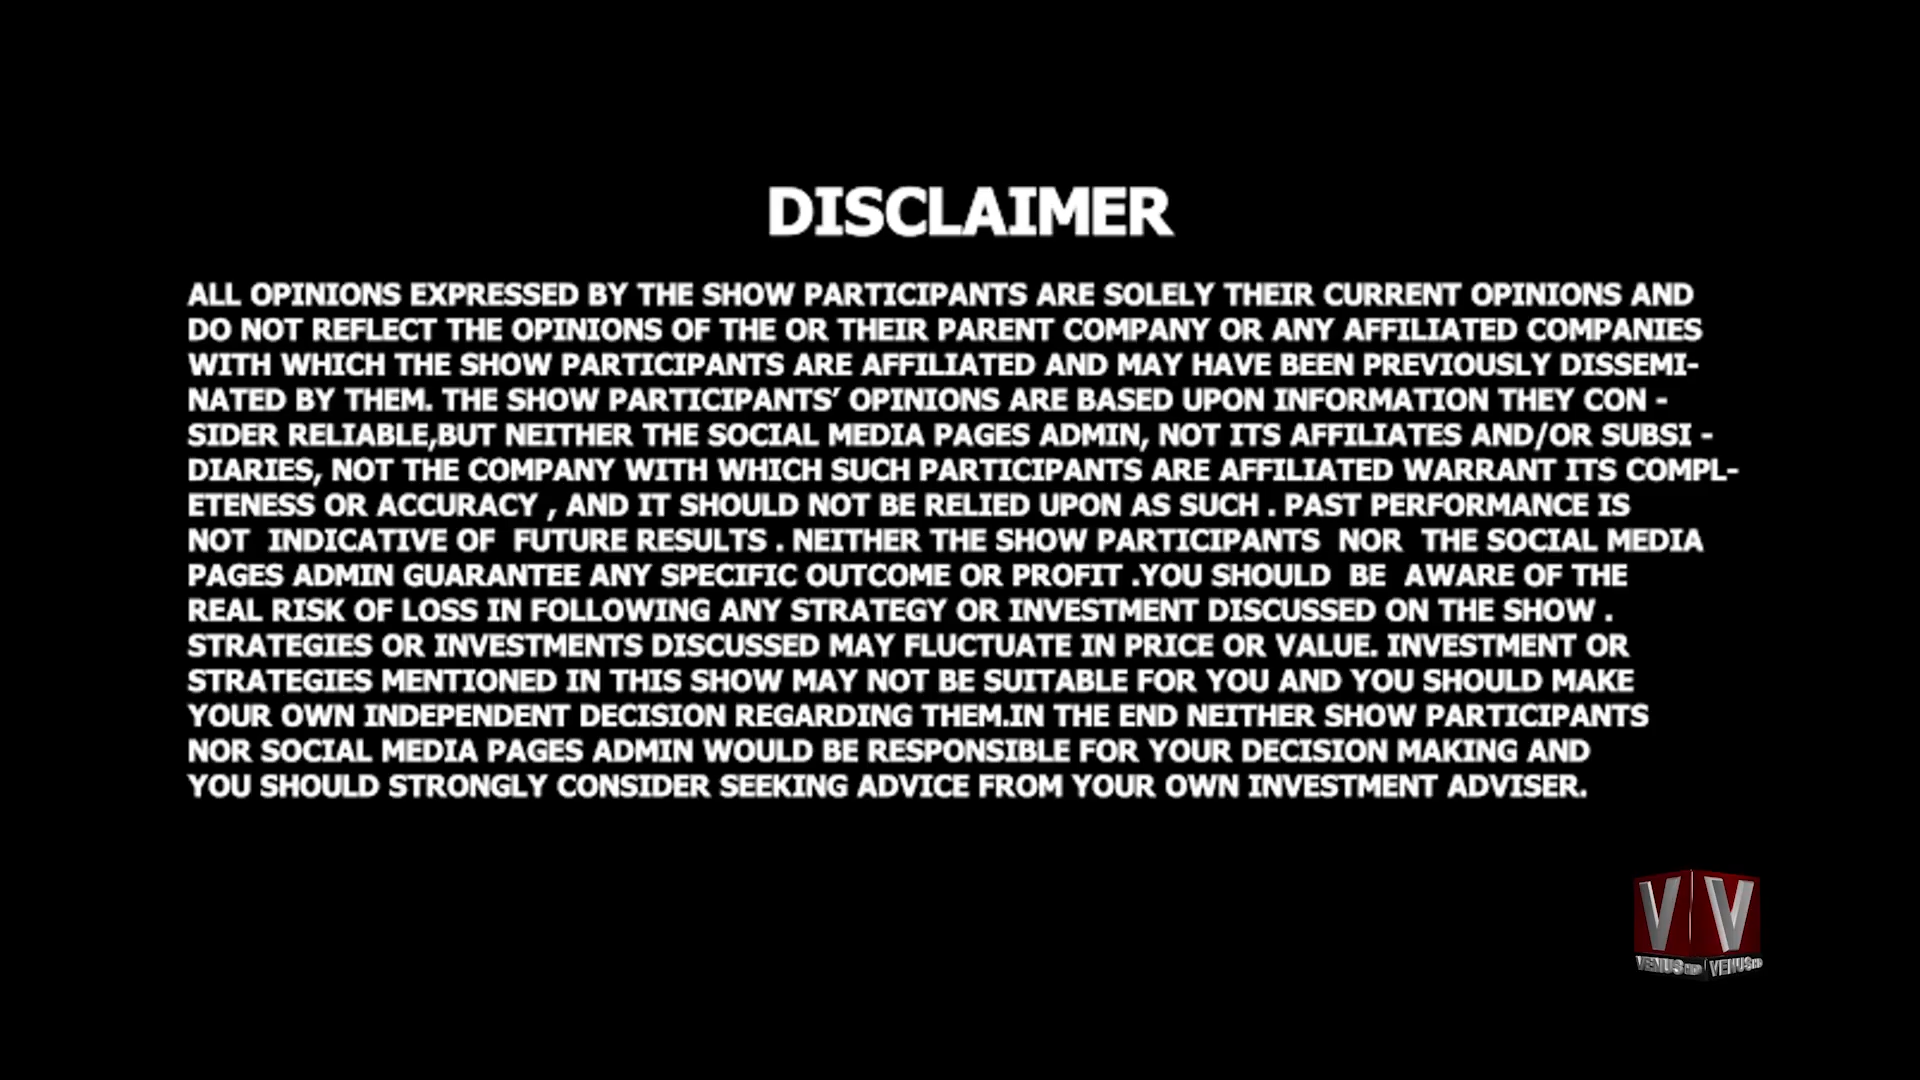 DISCLAIMER
ALL OPINIONS EXPRESSED BY THE SHOW PARTICIPANTS ARE SOLELY THEIR CURRENT OPINIONS AND
DO NOT REFLECT THE OPINIONS OF THE OR THEIR PARENT COMPANY OR ANY AFFILIATED COMPANIES
WITH WHICH THE SHOW PARTICIPANTS ARE AFFILIATED AND MAY HAVE BEEN PREVIOUSLY DISSEMI-
NATED BY THEM. THE SHOW PARTICIPANTS’ OPINIONS ARE BASED UPON INFORMATION THEY CON -
SIDER RELIABLE,BUT NEITHER THE SOCIAL MEDIA PAGES ADMIN, NOT ITS AFFILIATES AND/OR SUBSI -
DIARIES, NOT THE COMPANY WITH WHICH SUCH PARTICIPANTS ARE AFFILIATED WARRANT ITS COMPL-
ETENESS OR ACCURACY , AND IT SHOULD NOT BE RELIED UPON AS SUCH . PAST PERFORMANCE IS
NOT  INDICATIVE OF  FUTURE RESULTS . NEITHER THE SHOW PARTICIPANTS  NOR  THE SOCIAL MEDIA
PAGES ADMIN GUARANTEE ANY SPECIFIC OUTCOME OR PROFIT .YOU SHOULD  BE  AWARE OF THE
REAL RISK OF LOSS IN FOLLOWING ANY STRATEGY OR INVESTMENT DISCUSSED ON THE SHOW .
STRATEGIES OR INVESTMENTS DISCUSSED MAY FLUCTUATE IN PRICE OR VALUE. INVESTMENT OR
STRATEGIES MENTIONED IN THIS SHOW MAY NOT BE SUITABLE FOR YOU AND YOU SHOULD MAKE
YOUR OWN INDEPENDENT DECISION REGARDING THEM.IN THE END NEITHER SHOW PARTICIPANTS
NOR SOCIAL MEDIA PAGES ADMIN WOULD BE RESPONSIBLE FOR YOUR DECISION MAKING AND
YOU SHOULD STRONGLY CONSIDER SEEKING ADVICE FROM YOUR OWN INVESTMENT ADVISER.
V V
VENUS HD VENUS HD